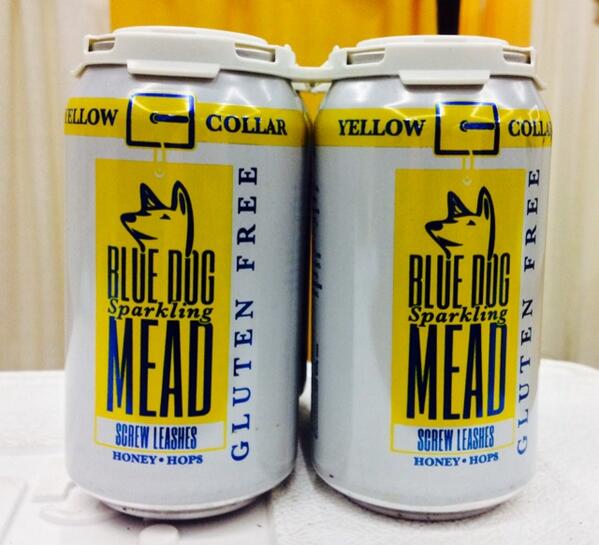 YELLOW COLLAR
BLUE DOG
Sparkling
MEAD
SCREW LEASHES
HONEY • HOPS
GLUTEN FREE
YELLOW COLLA
BLUE DOG
Sparkling
MEAD
SCREW LEASHES
HONEY • HOPS
GLUTEN FREE